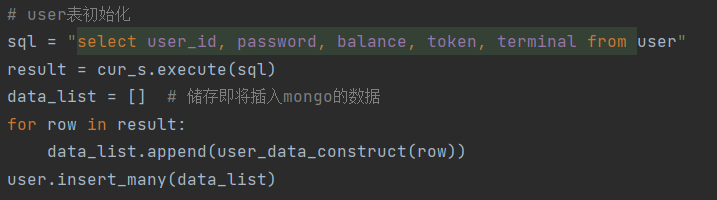 # user表初始化
sql = "select user_id, password, balance, token, terminal from user"
result = cur_s.execute(sql)
data_list = []  # 储存即将插入mongo的数据
for row in result:
    data_list.append(user_data_construct(row))
user.insert_many(data_list)